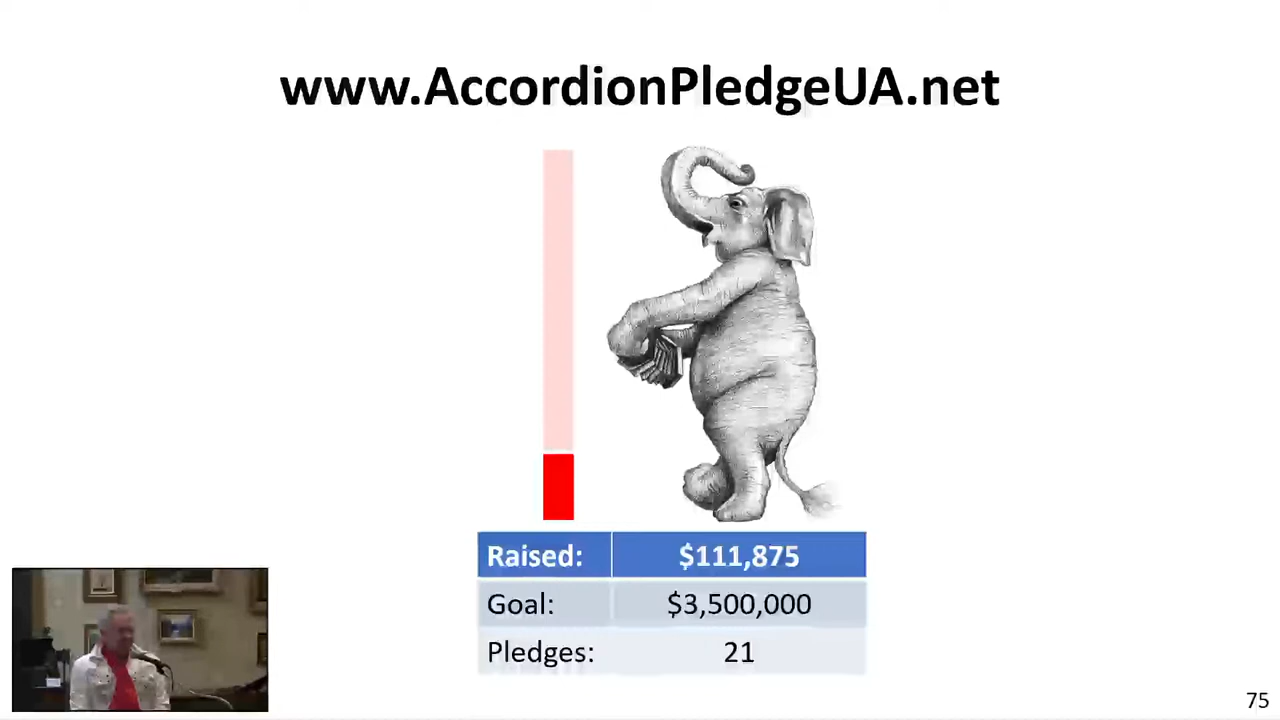 www.AccordionPledgeUA.net
Raised: $111,875
Goal: $3,500,000
Pledges: 21
75